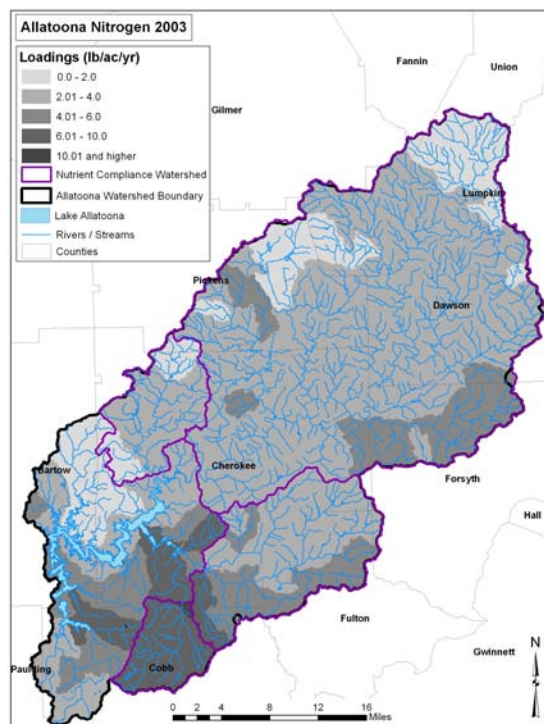 Allatoona Nitrogen 2003
Loadings (lb/ac/yr)
0.0 - 2.0
2.01 - 4.0
4.01 - 6.0
6.01 - 10.0
10.01 and higher
Nutrient Compliance Watershed
Allatoona Watershed Boundary
Lake Allatoona
Rivers / Streams
Counties
Fannin
Union
Gilmer
Lumpkin
Pickens
Dawson
Bartow
Cherokee
Forsyth
Hall
Fulton
Gwinnett
Paulding
Cobb
N
0 2 4 8 12 16
Miles